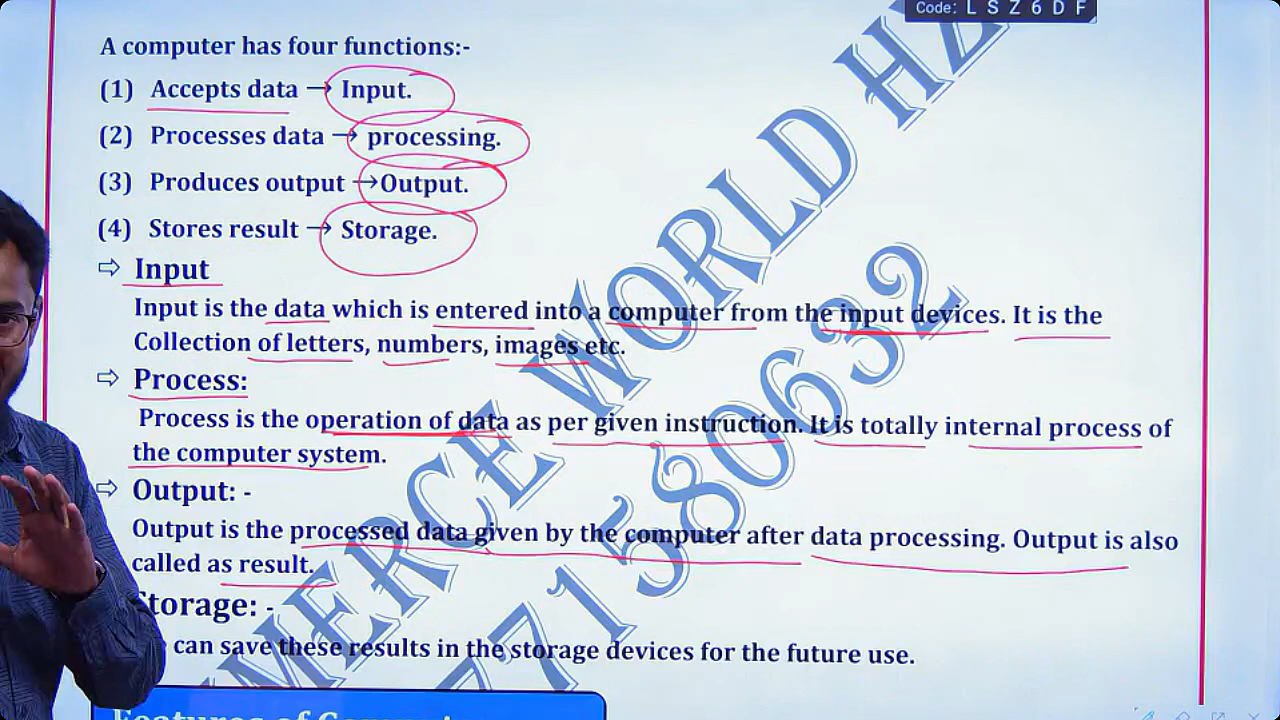 Code: L S Z 6 D F
A computer has four functions:-
(1) Accepts data → Input.
(2) Processes data → processing.
(3) Produces output → Output.
(4) Stores result → Storage.
⇨ Input
Input is the data which is entered into a computer from the input devices. It is the
Collection of letters, numbers, images etc.
⇨ Process:
Process is the operation of data as per given instruction. It is totally internal process of
the computer system.
⇨ Output: -
Output is the processed data given by the computer after data processing. Output is also
called as result.
Storage: -
can save these results in the storage devices for the future use.
Features of
MERCE WORLD HZ
7715580632